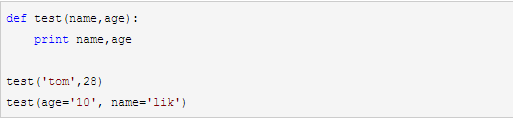 def test(name,age):
    print name,age
test('tom',28)
test(age='10', name='lik')